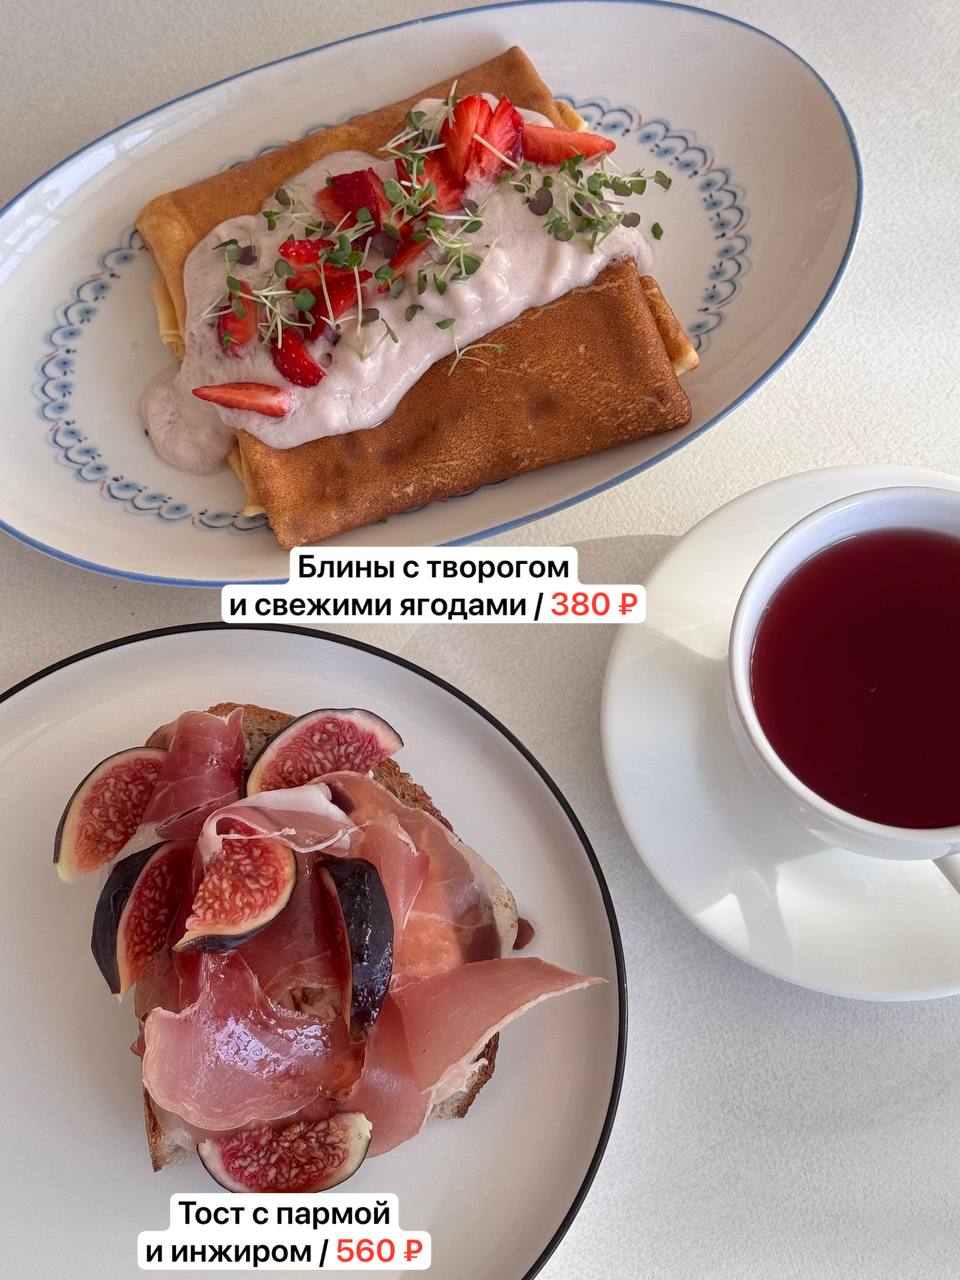 Блины с творогом
и свежими ягодами / 380 ₽
Тост с пармой
и инжиром / 560 ₽